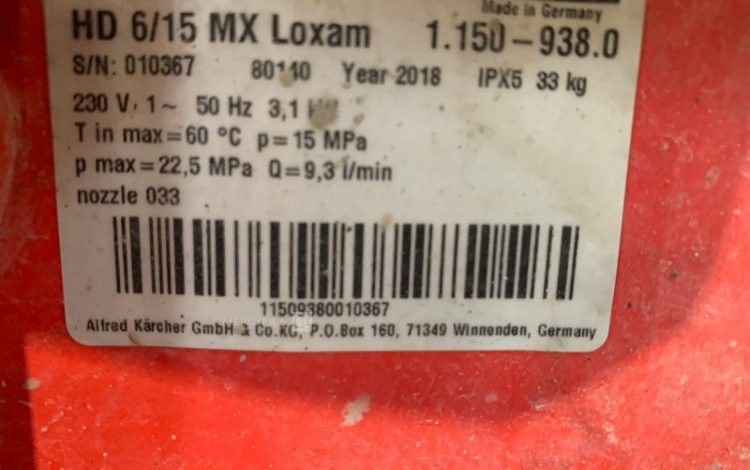 Made in Germany
HD 6/15 MX Loxam 1.150-938.0
S/N: 010367 80140 Year 2018 IPX5 33 kg
230 V, 1~ 50 Hz 3,1 kW
T in max=60 °C p=15 MPa
p max=22,5 MPa Q=9,3 l/min
nozzle 033
11509380010367
MERCIER &
Alfred Kärcher GmbH & Co.KG, P.O.Box 160, 71349 Winnenden, Germany